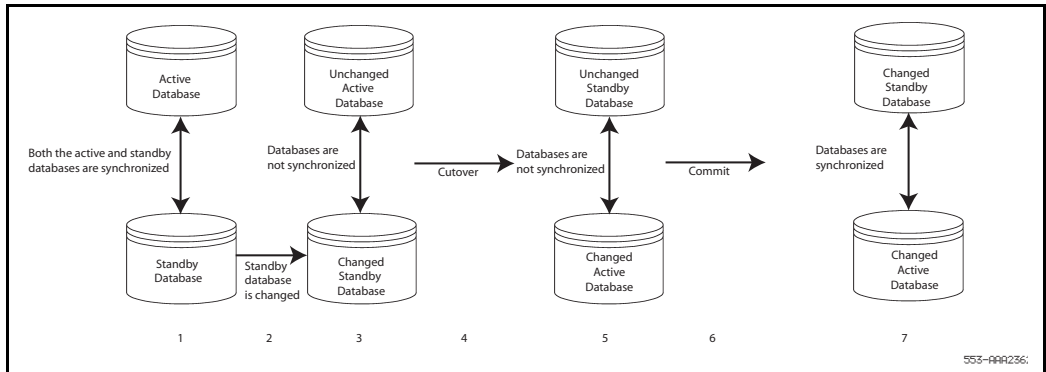 Active
Database
Unchanged
Active
Database
Unchanged
Standby
Database
Changed
Standby
Database
Both the active and standby
databases are synchronized
Databases are
not synchronized
Cutover
Databases are
not synchronized
Commit
Databases are
synchronized
Standby
Database
Standby
database
is changed
Changed
Standby
Database
Changed
Active
Database
Changed
Active
Database
1
2
3
4
5
6
7
553-AAA2362